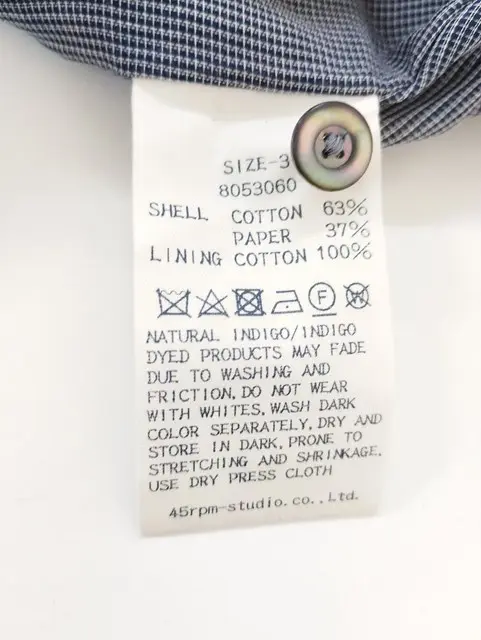 SIZE-3
8053060
SHELL COTTON 63%
PAPER 37%
LINING COTTON 100%
F W
NATURAL INDIGO/INDIGO
DYED PRODUCTS MAY FADE
DUE TO WASHING AND
FRICTION, DO NOT WEAR
WITH WHITES, WASH DARK
COLOR SEPARATELY, DRY AND
STORE IN DARK, PRONE TO
STRETCHING AND SHRINKAGE.
USE DRY PRESS CLOTH
45rpm-studio.co.,Ltd.